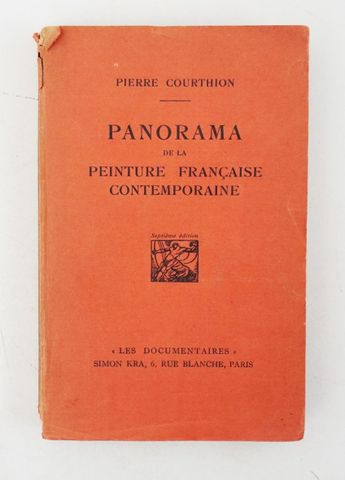 PIERRE COURTHION
PANORAMA
DE LA
PEINTURE FRANÇAISE
CONTEMPORAINE
Septième édition
« LES DOCUMENTAIRES »
SIMON KRA, 6, RUE BLANCHE, PARIS